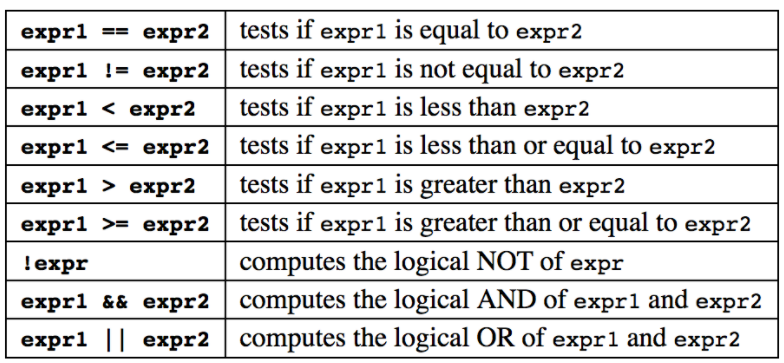 expr1 == expr2 tests if expr1 is equal to expr2
expr1 != expr2 tests if expr1 is not equal to expr2
expr1 < expr2 tests if expr1 is less than expr2
expr1 <= expr2 tests if expr1 is less than or equal to expr2
expr1 > expr2 tests if expr1 is greater than expr2
expr1 >= expr2 tests if expr1 is greater than or equal to expr2
!expr computes the logical NOT of expr
expr1 && expr2 computes the logical AND of expr1 and expr2
expr1 || expr2 computes the logical OR of expr1 and expr2